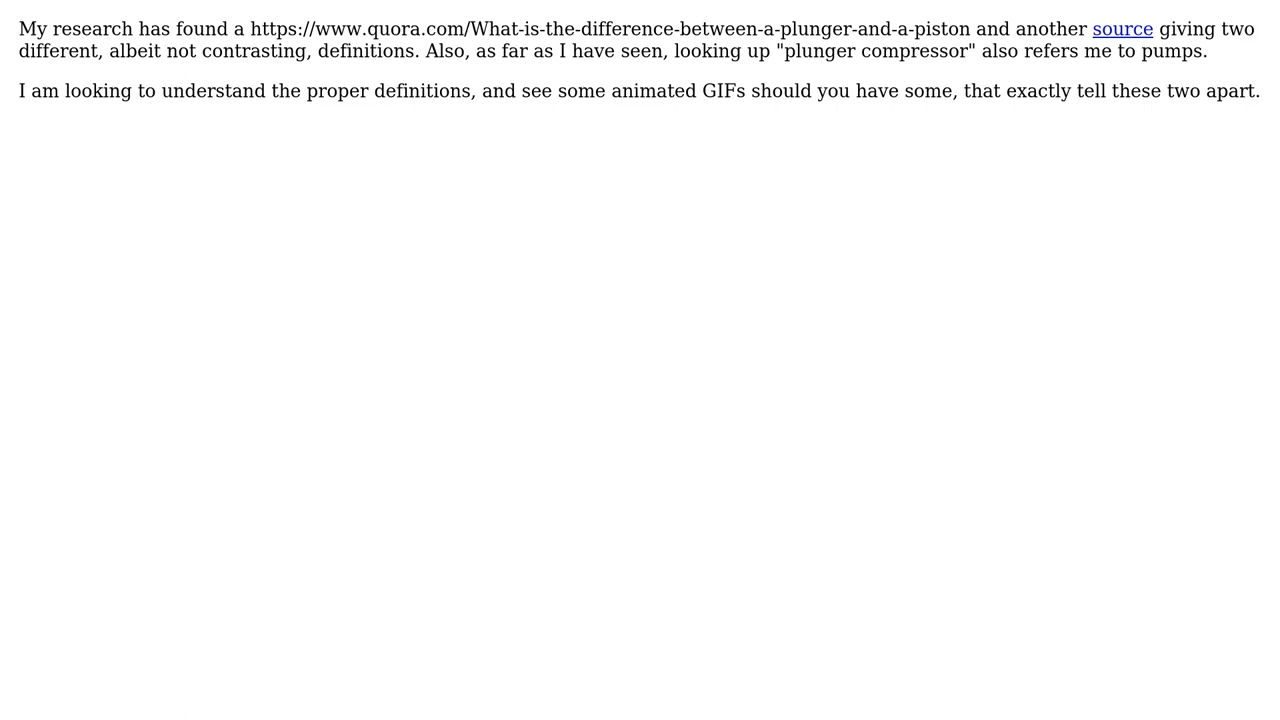 My research has found a https://www.quora.com/What-is-the-difference-between-a-plunger-and-a-piston and another source giving two
different, albeit not contrasting, definitions. Also, as far as I have seen, looking up "plunger compressor" also refers me to pumps.
I am looking to understand the proper definitions, and see some animated GIFs should you have some, that exactly tell these two apart.